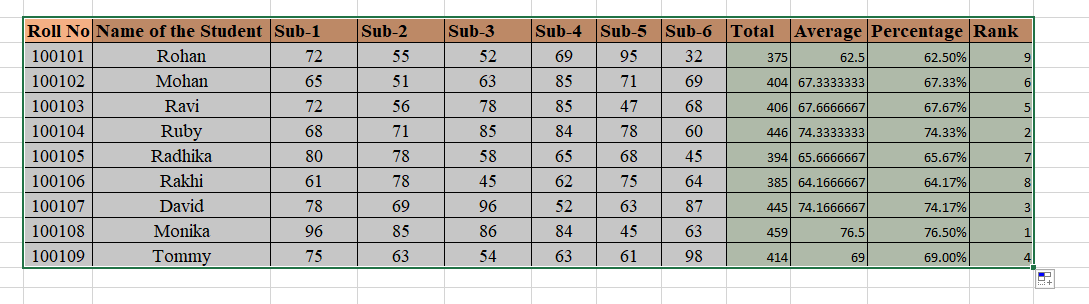 Roll No Name of the Student Sub-1 Sub-2 Sub-3 Sub-4 Sub-5 Sub-6 Total Average Percentage Rank
100101 Rohan 72 55 52 69 95 32 375 62.5 62.50% 9
100102 Mohan 65 51 63 85 71 69 404 67.3333333 67.33% 6
100103 Ravi 72 56 78 85 47 68 406 67.6666667 67.67% 5
100104 Ruby 68 71 85 84 78 60 446 74.3333333 74.33% 2
100105 Radhika 80 78 58 65 68 45 394 65.6666667 65.67% 7
100106 Rakhi 61 78 45 62 75 64 385 64.1666667 64.17% 8
100107 David 78 69 96 52 63 87 445 74.1666667 74.17% 3
100108 Monika 96 85 86 84 45 63 459 76.5 76.50% 1
100109 Tommy 75 63 54 63 61 98 414 69 69.00% 4